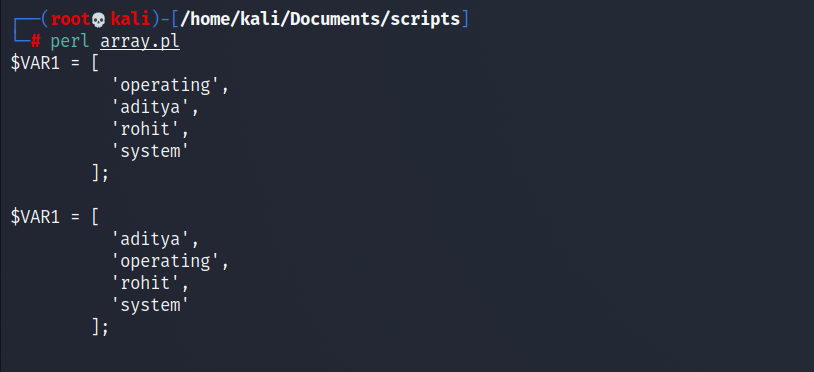 ┌──(root💀kali)-[/home/kali/Documents/scripts]
└─# perl array.pl
$VAR1 = [
          'operating',
          'aditya',
          'rohit',
          'system'
        ];

$VAR1 = [
          'aditya',
          'operating',
          'rohit',
          'system'
        ];